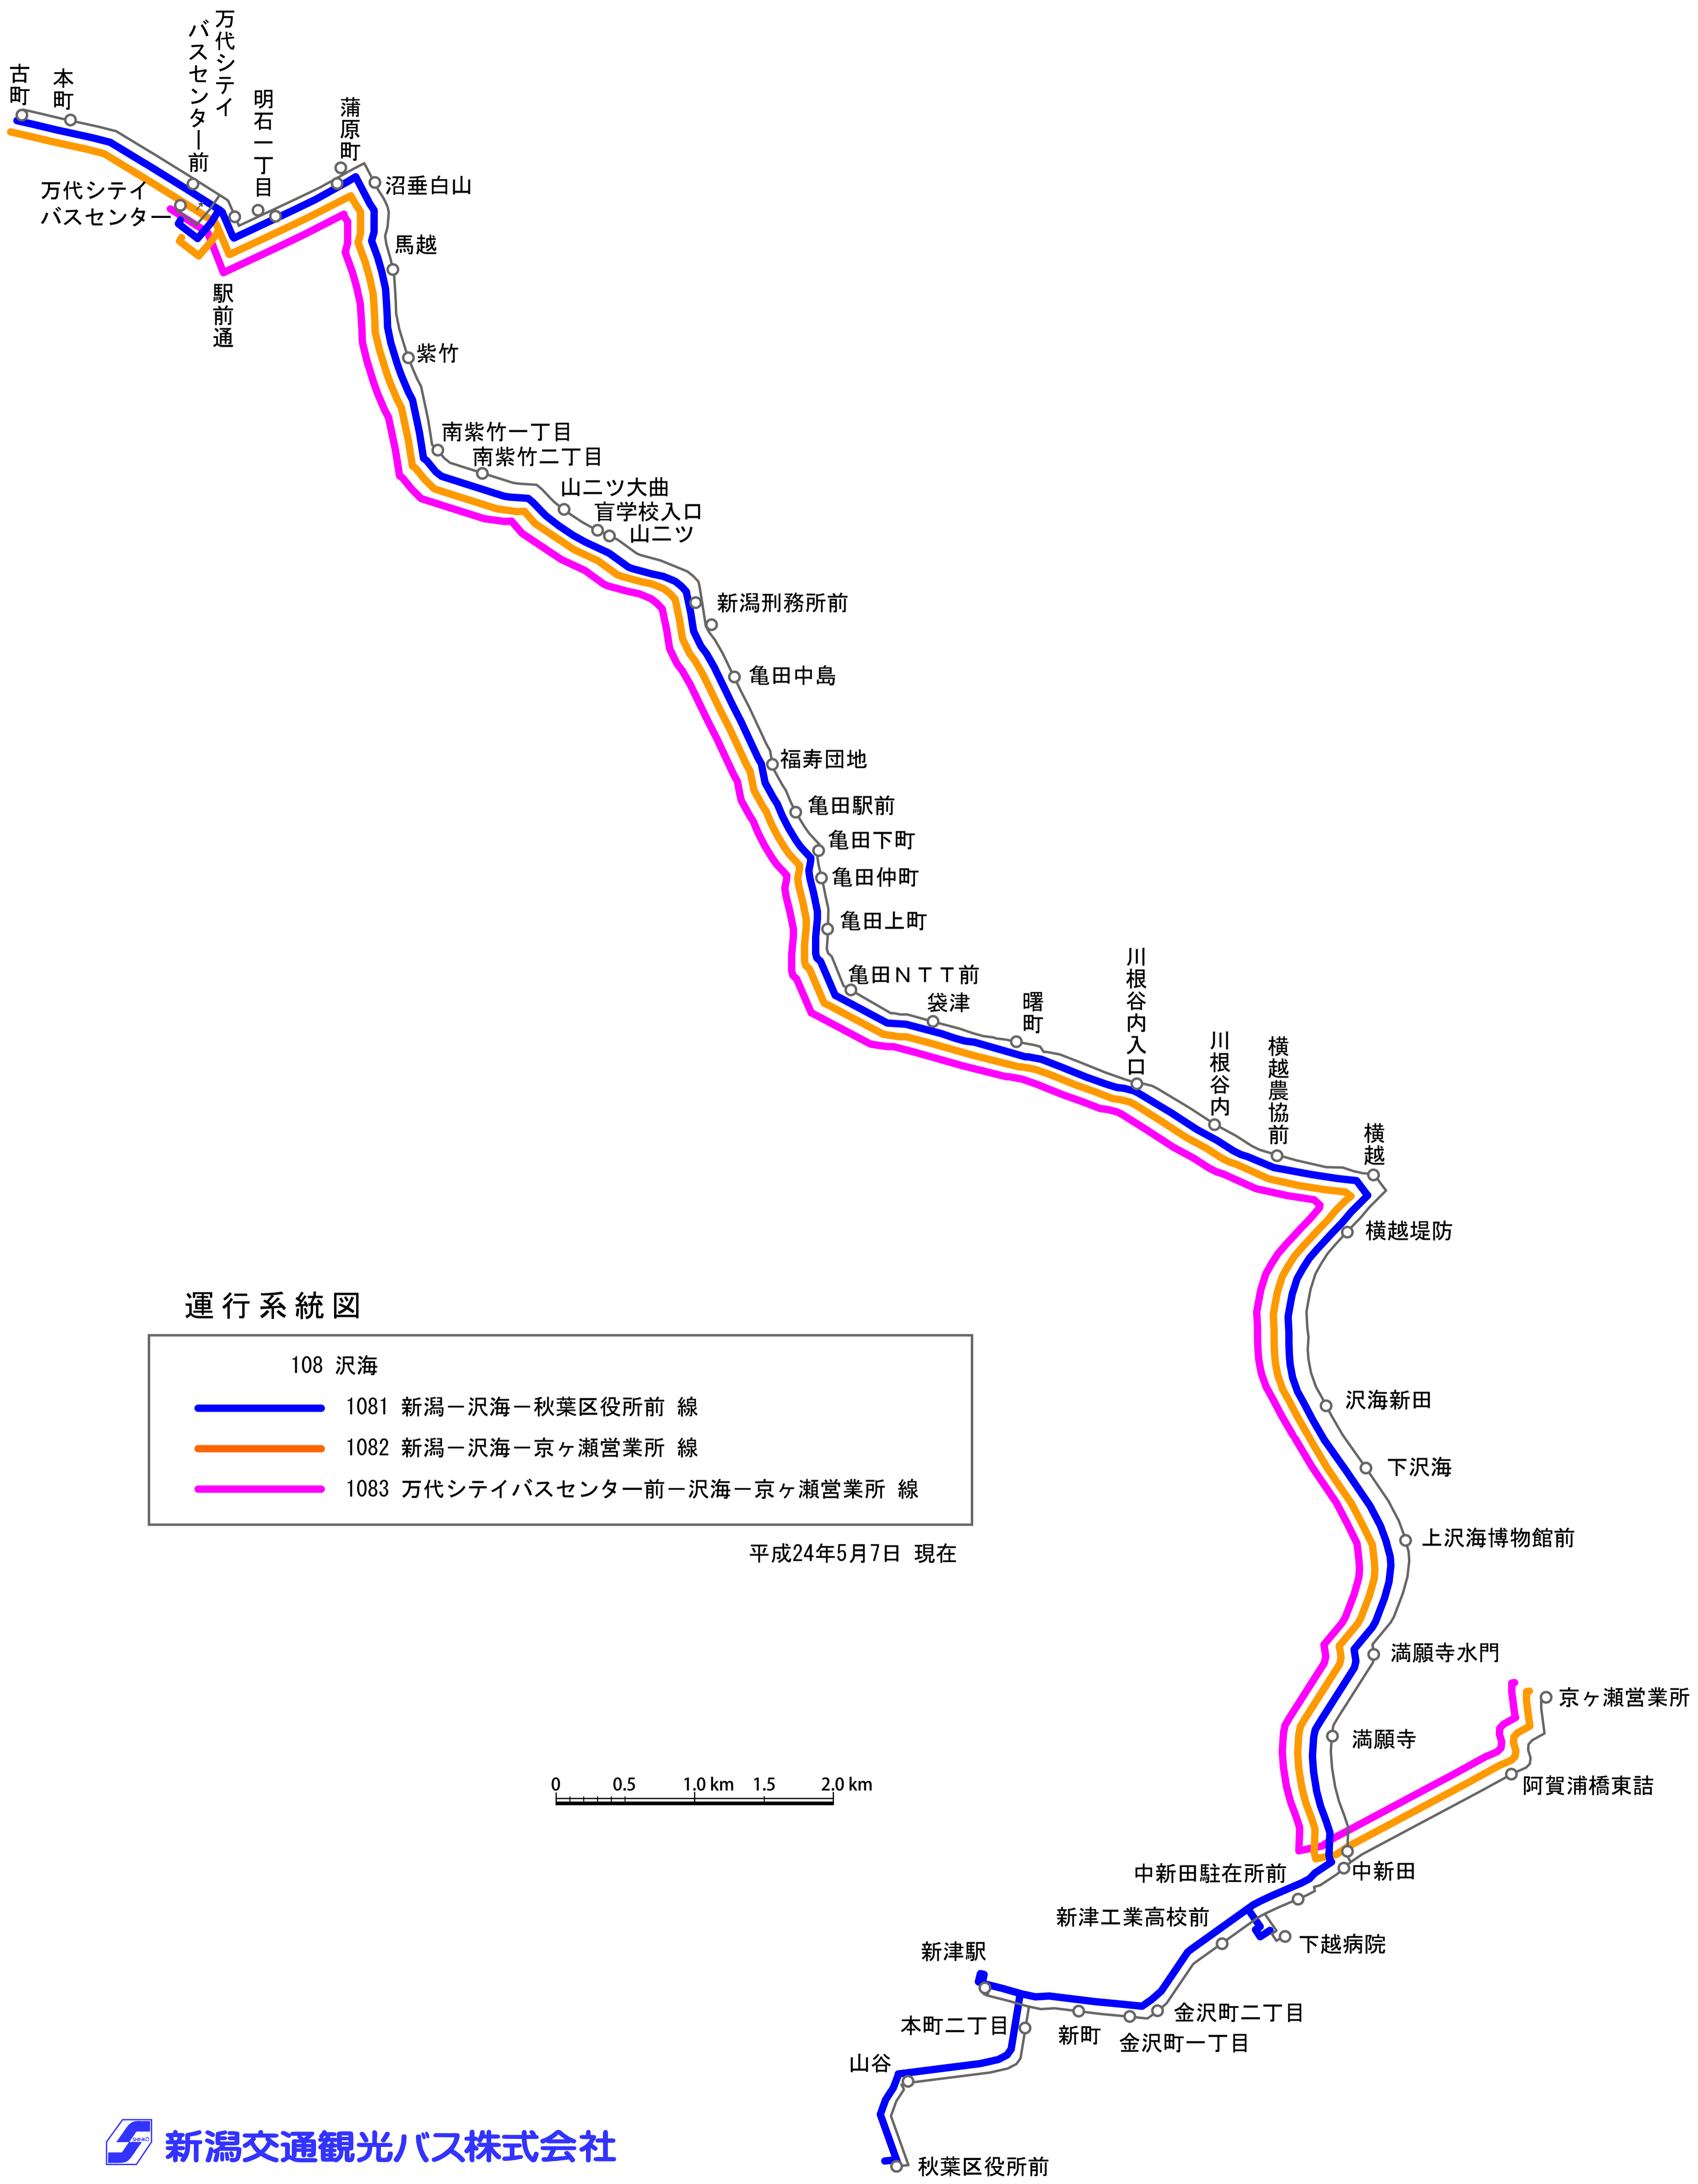 古町
本町
万代シテイ
バスセンター前
明石一丁目
蒲原町
万代シテイ
バスセンター
沼垂白山
駅前通
馬越
紫竹
南紫竹一丁目
南紫竹二丁目
山二ツ大曲
盲学校入口
山二ツ
新潟刑務所前
亀田中島
福寿団地
亀田駅前
亀田下町
亀田仲町
亀田上町
亀田ＮＴＴ前
袋津
曙町
川根谷内入口
川根谷内
横越農協前
横越
横越堤防
運行系統図
108 沢海
1081 新潟－沢海－秋葉区役所前 線
1082 新潟－沢海－京ヶ瀬営業所 線
1083 万代シテイバスセンター前－沢海－京ヶ瀬営業所 線
平成24年5月7日 現在
沢海新田
下沢海
上沢海博物館前
満願寺水門
京ヶ瀬営業所
満願寺
阿賀浦橋東詰
0 0.5 1.0 km 1.5 2.0 km
中新田
中新田駐在所前
新津工業高校前
下越病院
新津駅
金沢町二丁目
本町二丁目
新町
金沢町一丁目
山谷
秋葉区役所前
新潟交通観光バス株式会社